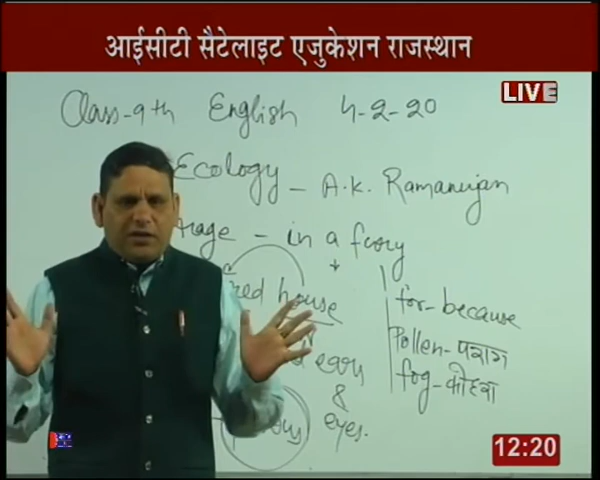 आईसीटी सैटेलाइट एजुकेशन राजस्थान
LIVE
Class-9th English 4-2-20
Ecology - A.K. Ramanujan
- in a fury
red house
for-because
Pollen-पराग
fog-कोहरा
&
eyes.
12:20